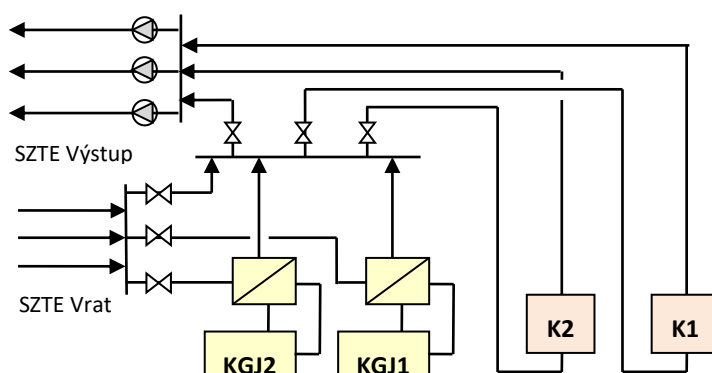 SZTE Výstup
SZTE Vrat
K2
K1
KGJ2
KGJ1